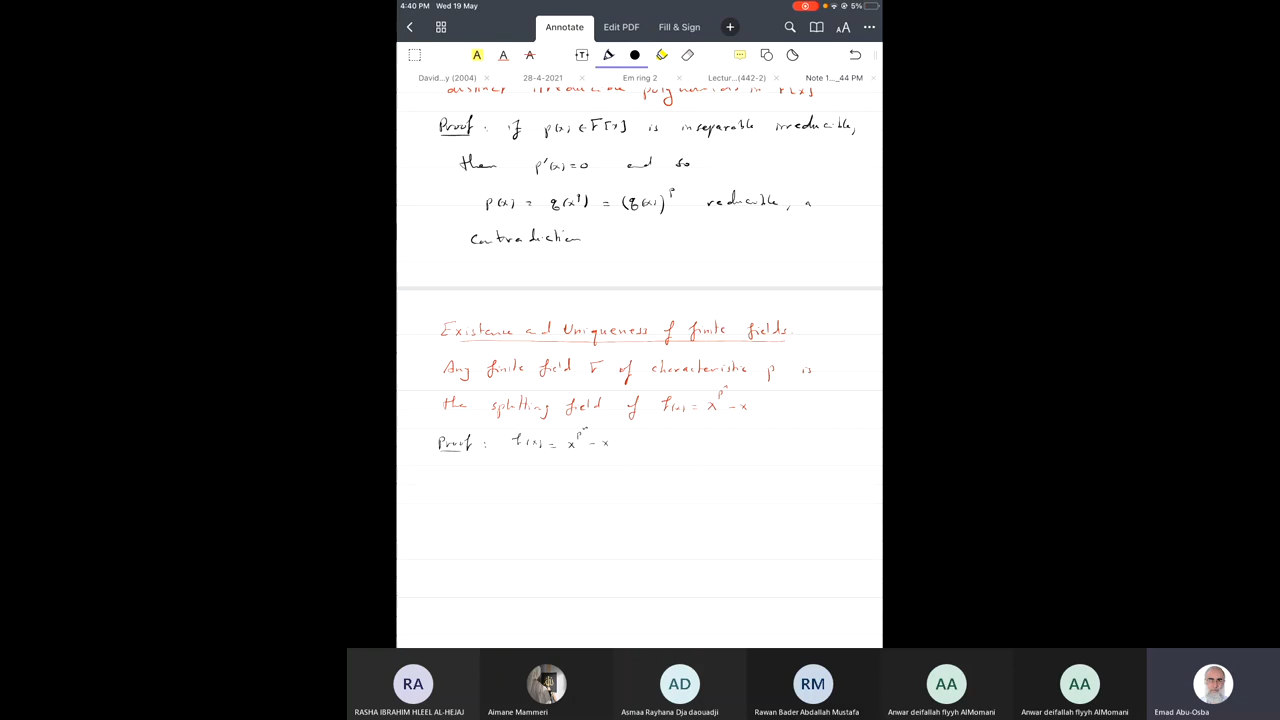 4:40 PM Wed 19 May
5%
Annotate Edit PDF Fill & Sign
David...y (2004) 28-4-2021 Em ring 2 Lectur...(442-2) Note 1..._44 PM
distinct irreducible polynomials in F[x]
Proof: if p(x) ∈ F[x] is inseparable irreducible,
then p'(x)=0 and so
p(x) = q(x^p) = (q(x))^p reducible, a
contradiction
Existence and Uniqueness of finite fields.
Any finite field F of characteristic p is
the splitting field of f(x) = x^{p^n} - x
Proof: f(x) = x^{p^n} - x
RA AD RM AA AA
RASHA IBRAHIM HLEEL AL-HEJAJ Aimane Mammeri Asmaa Rayhana Dja daouadji Rawan Bader Abdallah Mustafa Anwar deifallah flyyh AlMomani Anwar deifallah flyyh AlMomani Emad Abu-Osba